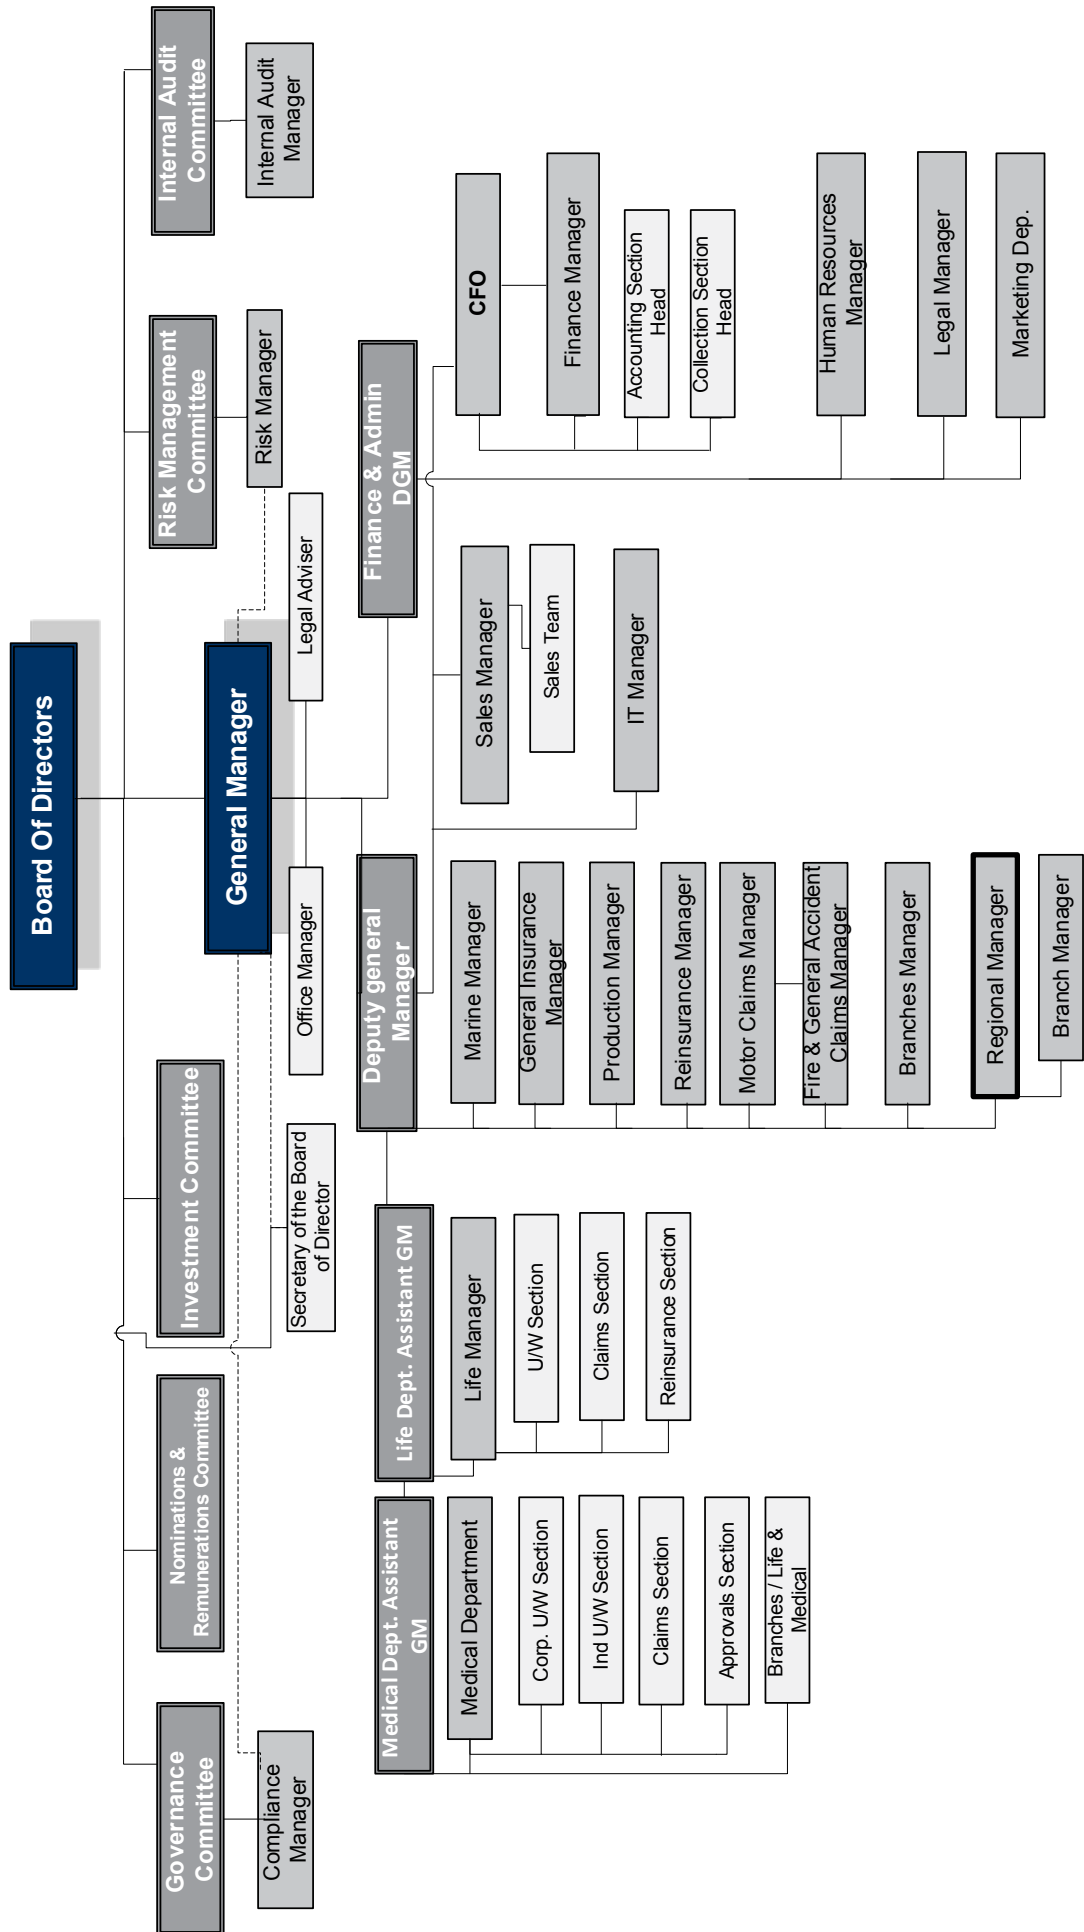 Board Of Directors
Governance
Committee
Nominations &
Remunerations Committee
Investment Committee
Risk Management
Committee
Internal Audit
Committee
Compliance
Manager
General Manager
Risk Manager
Internal Audit
Manager
Secretary of the Board
of Director
Office Manager
Legal Adviser
Medical Dept. Assistant
GM
Life Dept. Assistant GM
Deputy general
Manager
Finance & Admin
DGM
Medical Department
Corp. U/W Section
Ind U/W Section
Claims Section
Approvals Section
Branches / Life &
Medical
Life Manager
U/W Section
Claims Section
Reinsurance Section
Marine Manager
General Insurance
Manager
Production Manager
Reinsurance Manager
Motor Claims Manager
Fire & General Accident
Claims Manager
Branches Manager
Regional Manager
Branch Manager
Sales Manager
Sales Team
IT Manager
CFO
Finance Manager
Accounting Section
Head
Collection Section
Head
Human Resources
Manager
Legal Manager
Marketing Dep.